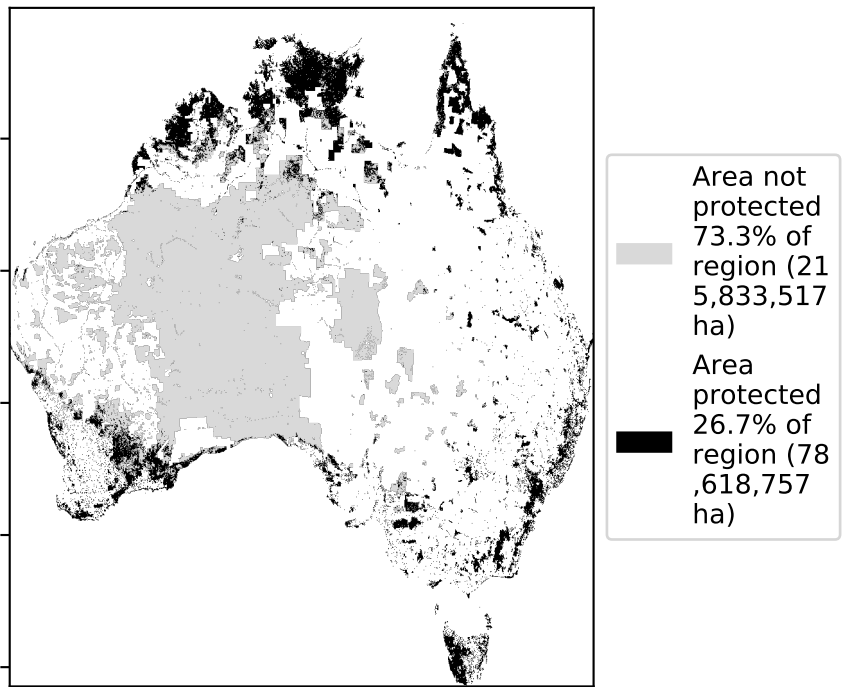 Area not
protected
73.3% of
region (21
5,833,517
ha)
Area
protected
26.7% of
region (78
,618,757
ha)